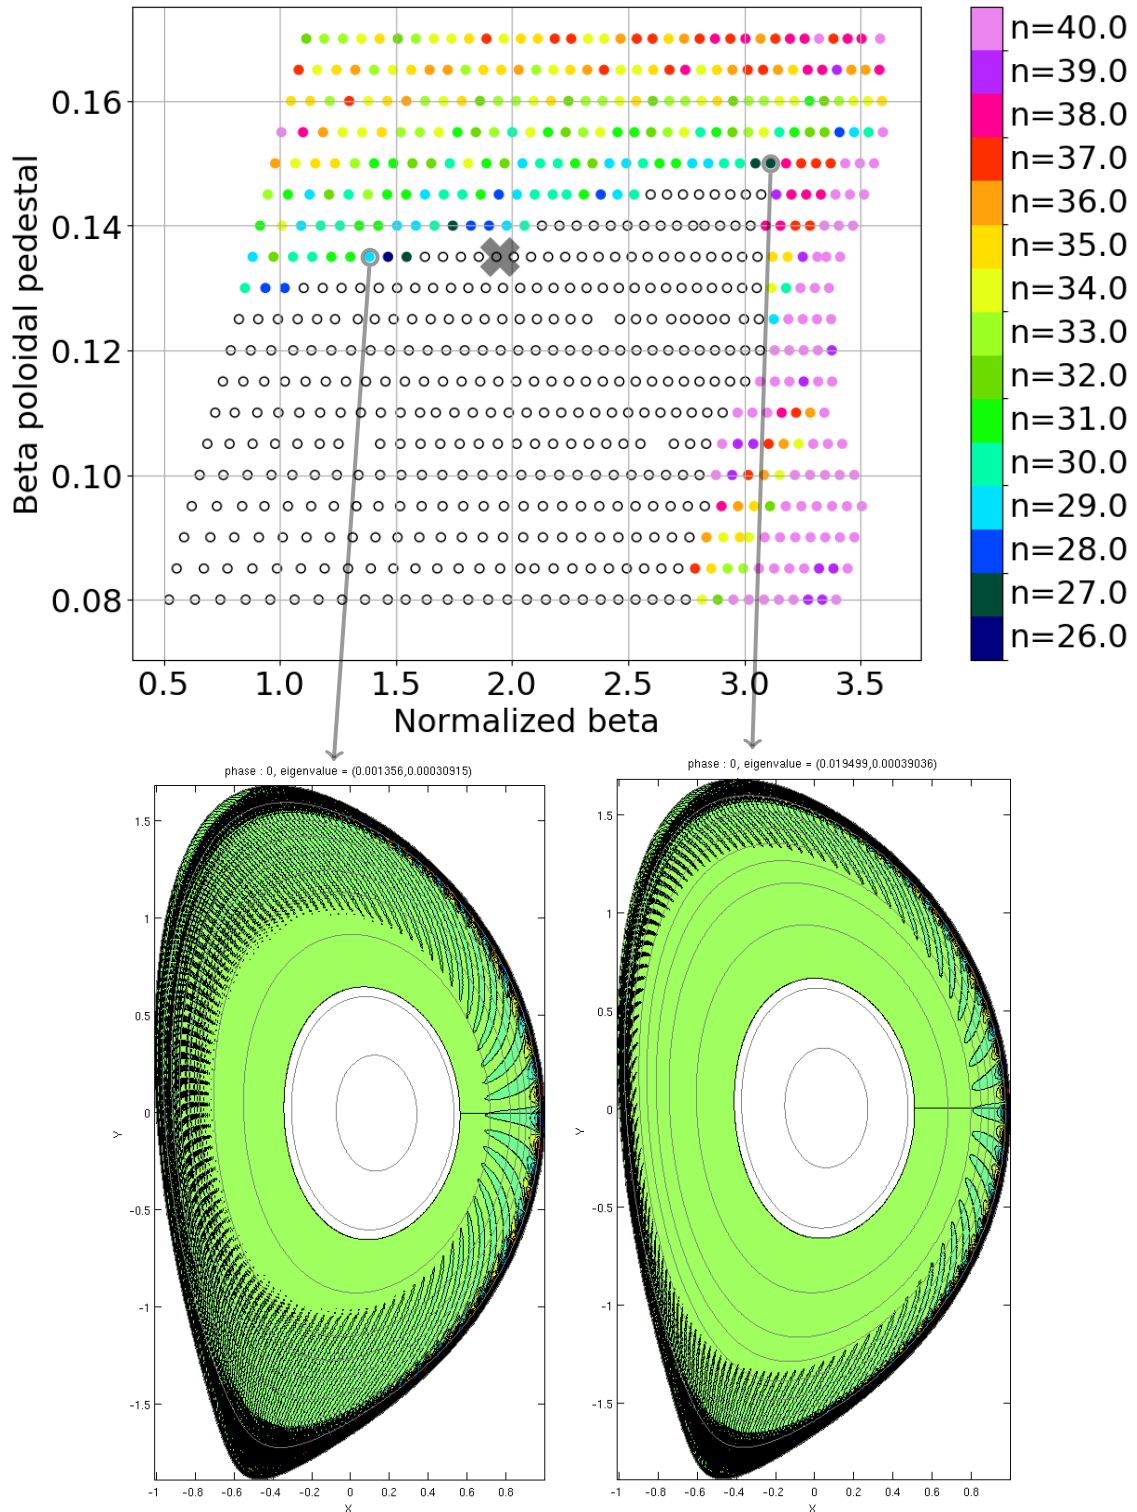 0.16
0.14
0.12
0.10
0.08
Beta poloidal pedestal
0.5 1.0 1.5 2.0 2.5 3.0 3.5
Normalized beta
n=40.0
n=39.0
n=38.0
n=37.0
n=36.0
n=35.0
n=34.0
n=33.0
n=32.0
n=31.0
n=30.0
n=29.0
n=28.0
n=27.0
n=26.0
phase : 0, eigenvalue = (0.001356,0.00030915)
1.5
1
0.5
0
-0.5
-1
-1.5
Y
-1 -0.8 -0.6 -0.4 -0.2 0 0.2 0.4 0.6 0.8
X
phase : 0, eigenvalue = (0.019499,0.00039036)
1.5
1
0.5
0
-0.5
-1
-1.5
Y
-1 -0.8 -0.6 -0.4 -0.2 0 0.2 0.4 0.6 0.8
X